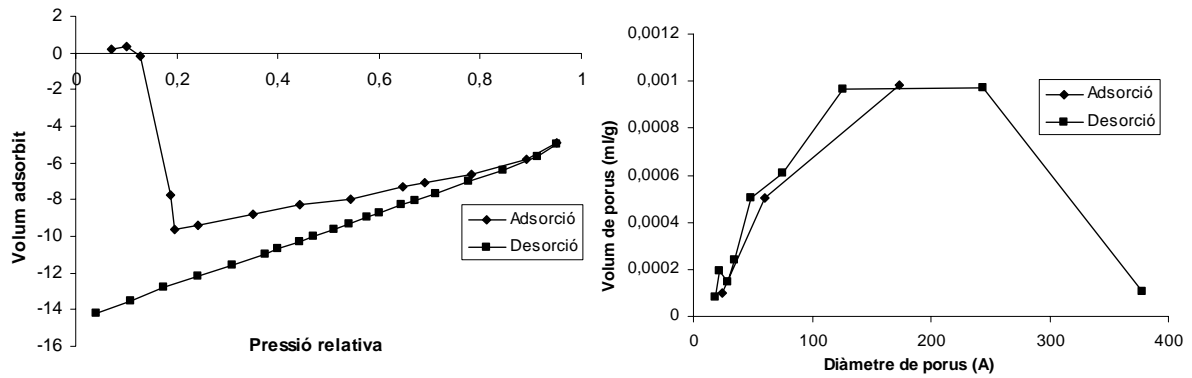 2
0
-2
-4
-6
-8
-10
-12
-14
-16
0 0,2 0,4 0,6 0,8 1
Volum adsorbit
Pressió relativa
Adsorció
Desorció
0,0012
0,001
0,0008
0,0006
0,0004
0,0002
0
0 100 200 300 400
Volum de porus (ml/g)
Diàmetre de porus (A)
Adsorció
Desorció